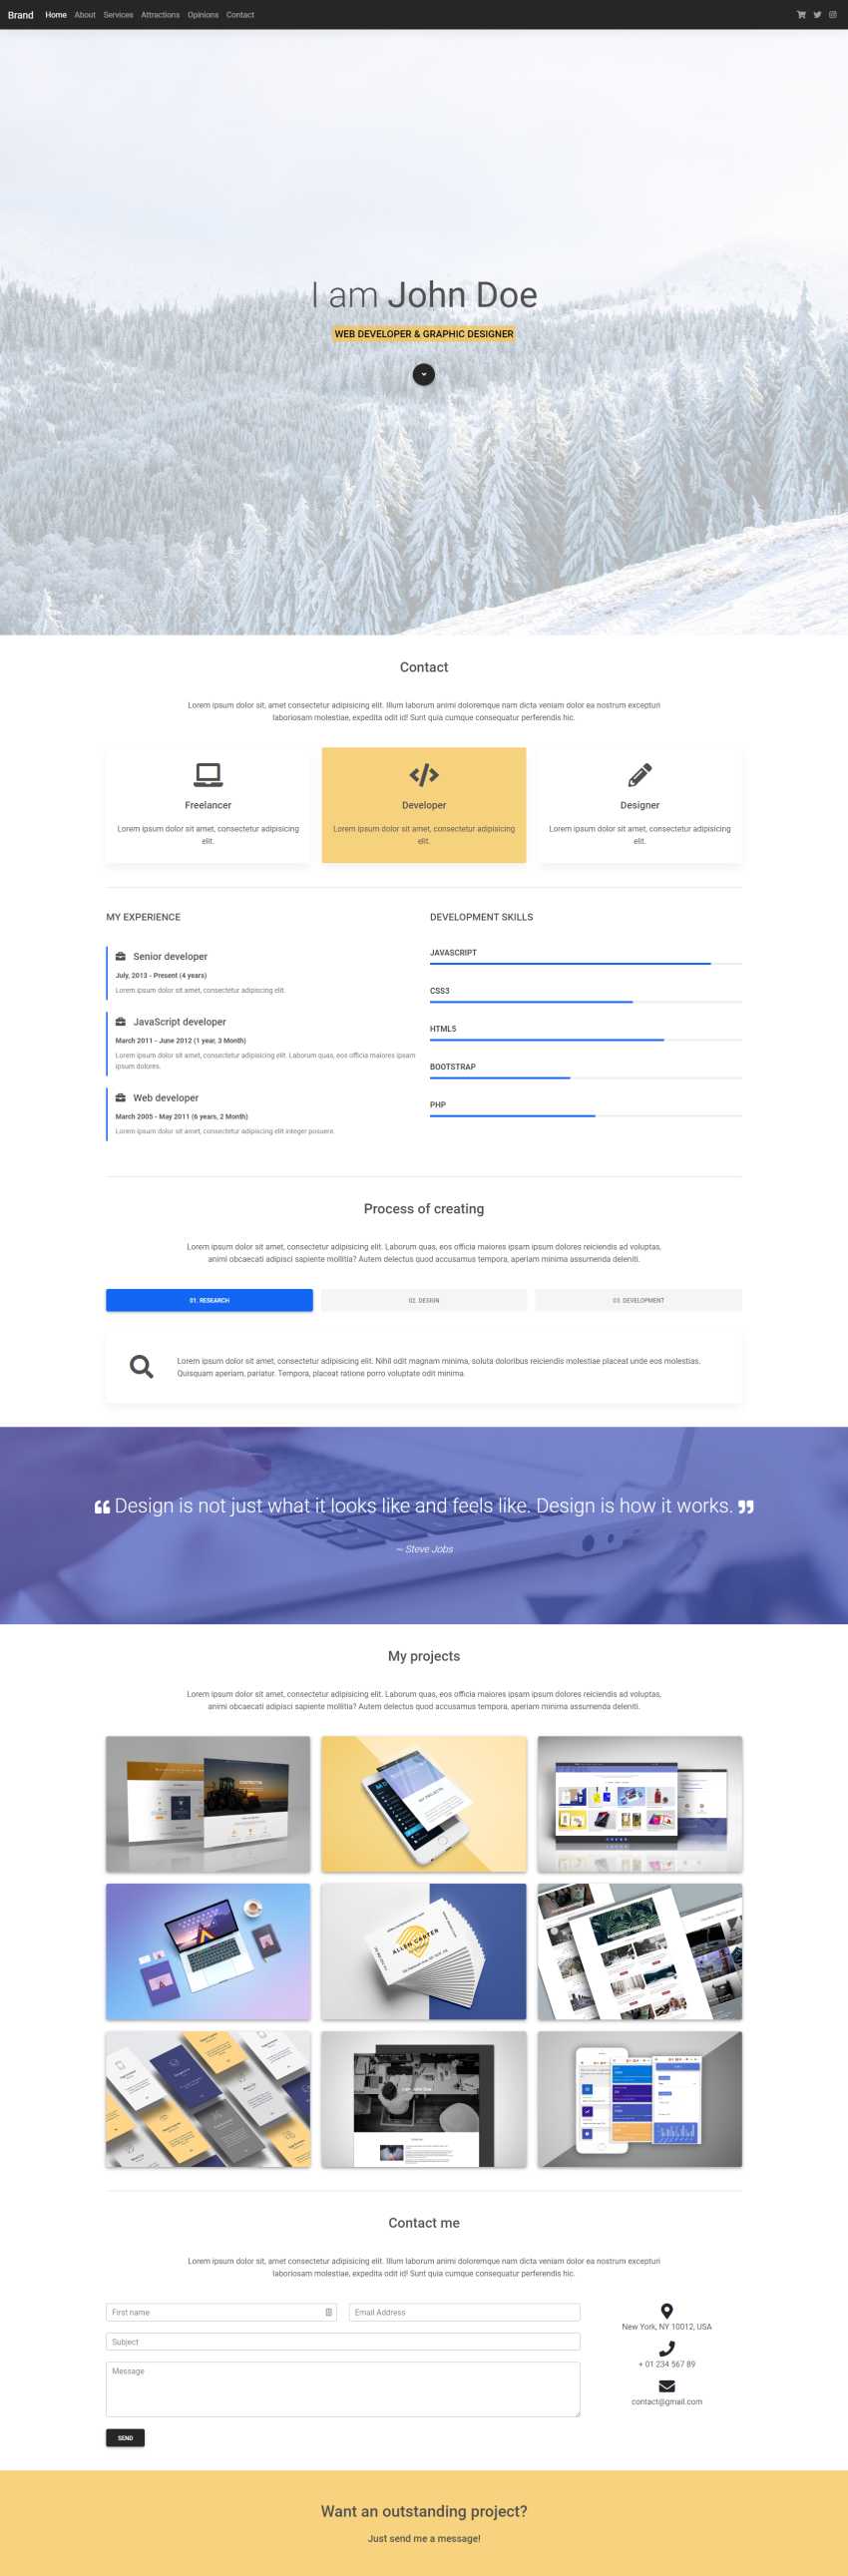 Brand Home About Services Attractions Opinions Contact
I am John Doe
WEB DEVELOPER & GRAPHIC DESIGNER
Contact
Lorem ipsum dolor sit, amet consectetur adipisicing elit. Illum laborum animi doloremque nam dicta veniam dolor ea nostrum excepturi
laboriosam molestiae, expedita odit id! Sunt quia cumque consequatur perferendis hic.
Freelancer
Lorem ipsum dolor sit amet, consectetur adipisicing
elit.
Developer
Lorem ipsum dolor sit amet, consectetur adipisicing
elit.
Designer
Lorem ipsum dolor sit amet, consectetur adipisicing
elit.
MY EXPERIENCE
Senior developer
July, 2013 - Present (4 years)
Lorem ipsum dolor sit amet, consectetur adipiscing elit.
JavaScript developer
March 2011 - June 2012 (1 year, 3 Month)
Lorem ipsum dolor sit amet, consectetur adipisicing elit. Laborum quas, eos officia maiores ipsam
ipsum dolores.
Web developer
March 2005 - May 2011 (6 years, 2 Month)
Lorem ipsum dolor sit amet, consectetur adipiscing elit integer posuere.
DEVELOPMENT SKILLS
JAVASCRIPT
CSS3
HTML5
BOOTSTRAP
PHP
Process of creating
Lorem ipsum dolor sit amet, consectetur adipisicing elit. Laborum quas, eos officia maiores ipsam ipsum dolores reiciendis ad voluptas,
animi obcaecati adipisci sapiente mollitia? Autem delectus quod accusamus tempora, aperiam minima assumenda deleniti.
01. RESEARCH
02. DESIGN
03. DEVELOPMENT
Lorem ipsum dolor sit amet, consectetur adipisicing elit. Nihil odit magnam minima, soluta doloribus reiciendis molestiae placeat unde eos molestias.
Quisquam aperiam, pariatur. Tempora, placeat ratione porro voluptate odit minima.
Design is not just what it looks like and feels like. Design is how it works.
~ Steve Jobs
My projects
Lorem ipsum dolor sit amet, consectetur adipisicing elit. Laborum quas, eos officia maiores ipsam ipsum dolores reiciendis ad voluptas,
animi obcaecati adipisci sapiente mollitia? Autem delectus quod accusamus tempora, aperiam minima assumenda deleniti.
MY PROJECTS
ALLEN CARTER
Contact me
Lorem ipsum dolor sit, amet consectetur adipisicing elit. Illum laborum animi doloremque nam dicta veniam dolor ea nostrum excepturi
laboriosam molestiae, expedita odit id! Sunt quia cumque consequatur perferendis hic.
First name
Email Address
Subject
Message
SEND
New York, NY 10012, USA
+ 01 234 567 89
contact@gmail.com
Want an outstanding project?
Just send me a message!